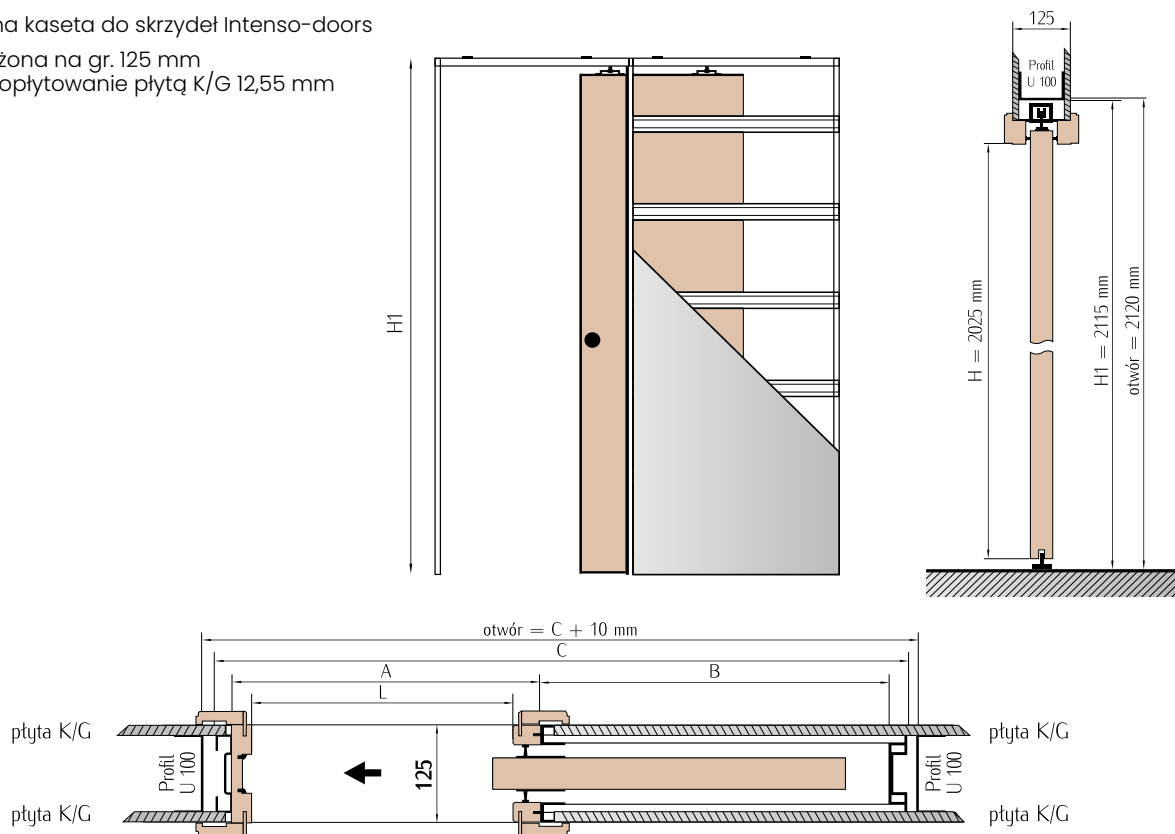 na kaseta do skrzydeł Intenso-doors
żona na gr. 125 mm
opłytowanie płytą K/G 12,55 mm
125
Profil
U 100
H1
H = 2025 mm
H1 = 2115 mm
otwór = 2120 mm
otwór = C + 10 mm
C
A
B
L
płyta K/G
płyta K/G
Profil
U 100
125
Profil
U 100
płyta K/G
płyta K/G